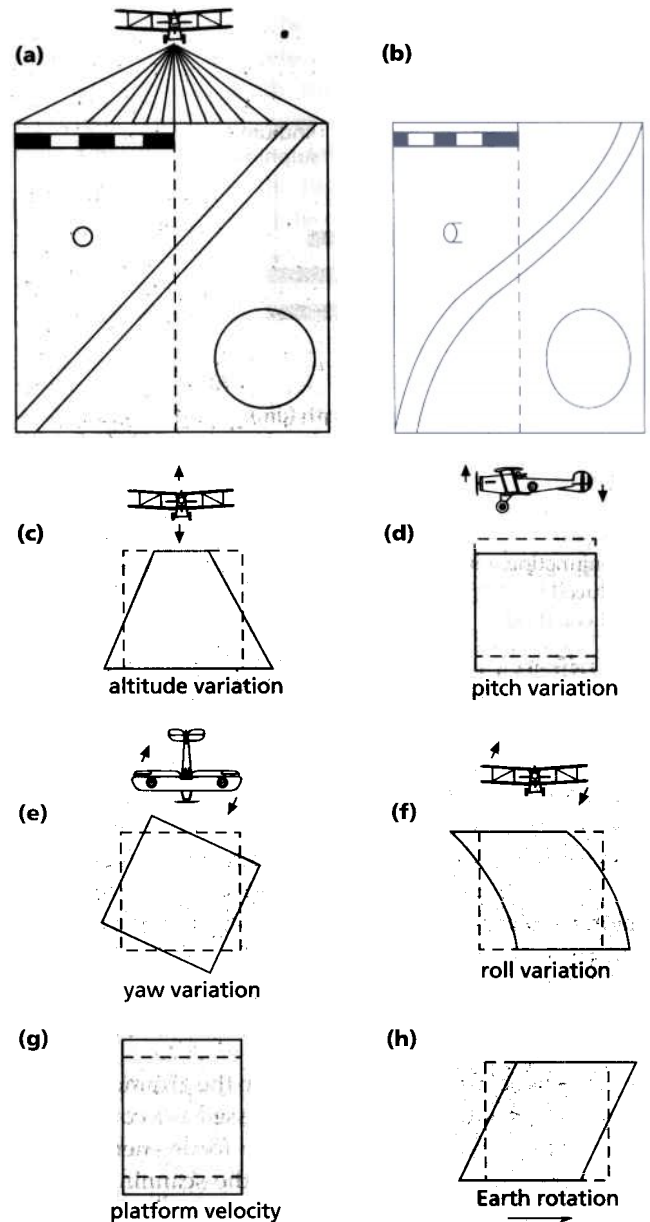 (a)
(b)
(c)
altitude variation
(d)
pitch variation
(e)
yaw variation
(f)
roll variation
(g)
platform velocity
(h)
Earth rotation